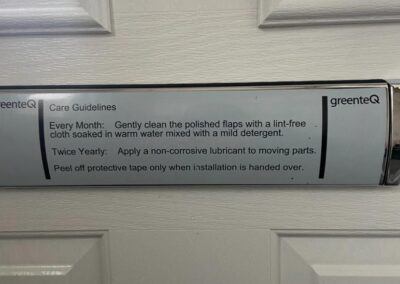 greenteQ
Care Guidelines
greenteQ
Every Month: Gently clean the polished flaps with a lint-free
cloth soaked in warm water mixed with a mild detergent.
Twice Yearly: Apply a non-corrosive lubricant to moving parts.
Peel off protective tape only when installation is handed over.